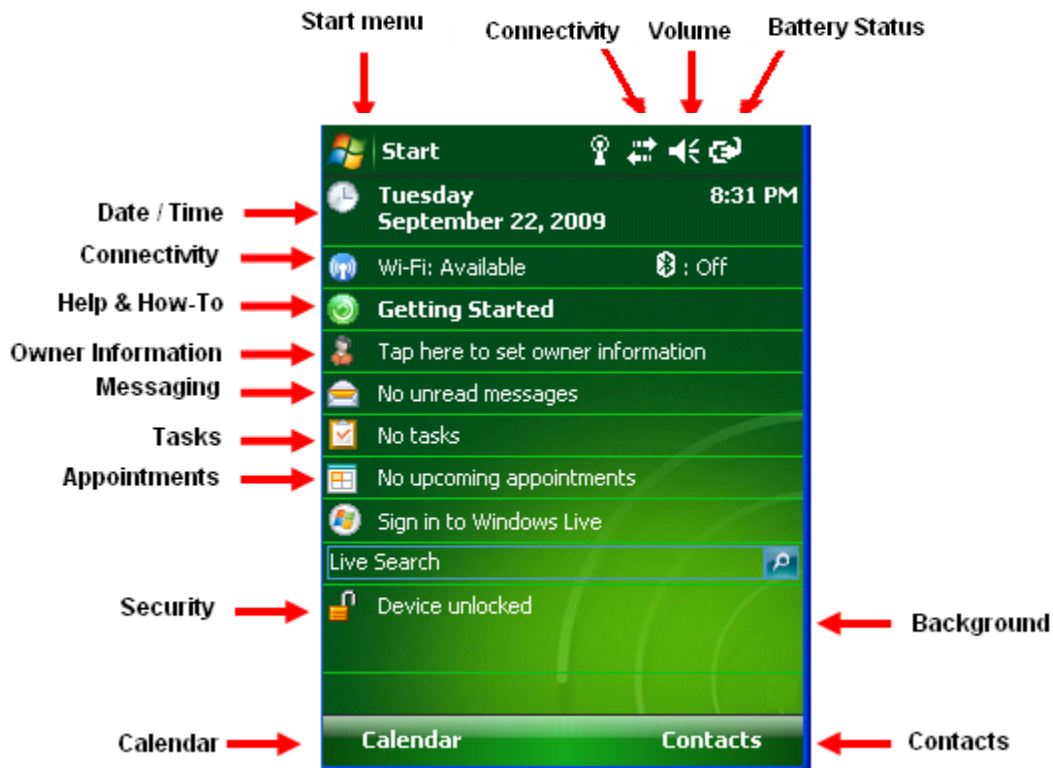 Start menu
Connectivity
Volume
Battery Status
Start
Date / Time
Tuesday 8:31 PM
September 22, 2009
Connectivity
Wi-Fi: Available : Off
Help & How-To
Getting Started
Owner Information
Tap here to set owner information
Messaging
No unread messages
Tasks
No tasks
Appointments
No upcoming appointments
Sign in to Windows Live
Live Search
Security
Device unlocked
Background
Calendar
Calendar Contacts
Contacts